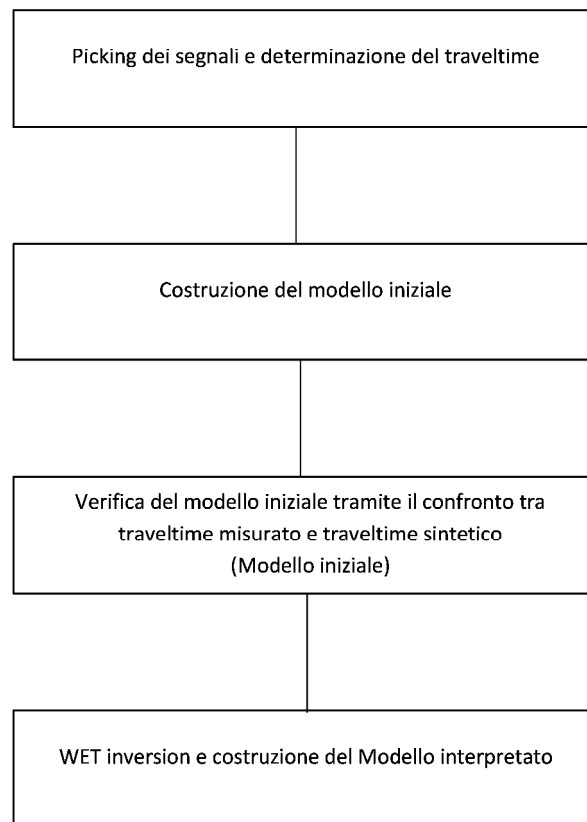 Picking dei segnali e determinazione del traveltime
Costruzione del modello iniziale
Verifica del modello iniziale tramite il confronto tra
traveltime misurato e traveltime sintetico
(Modello iniziale)
WET inversion e costruzione del Modello interpretato